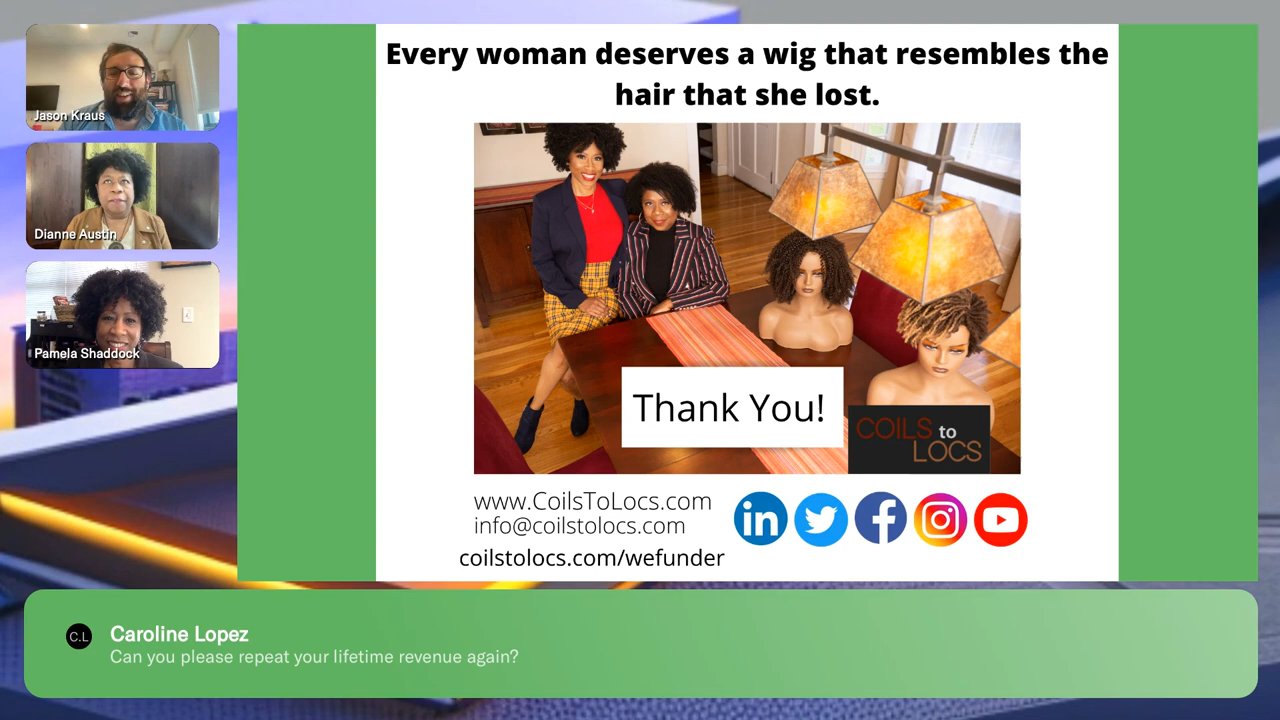 Jason Kraus
Dianne Austin
Pamela Shaddock
Every woman deserves a wig that resembles the
hair that she lost.
Thank You!
COILS to
LOCS
www.CoilsToLocs.com
info@coilstolocs.com
coilstolocs.com/wefunder
in
C.L
Caroline Lopez
Can you please repeat your lifetime revenue again?